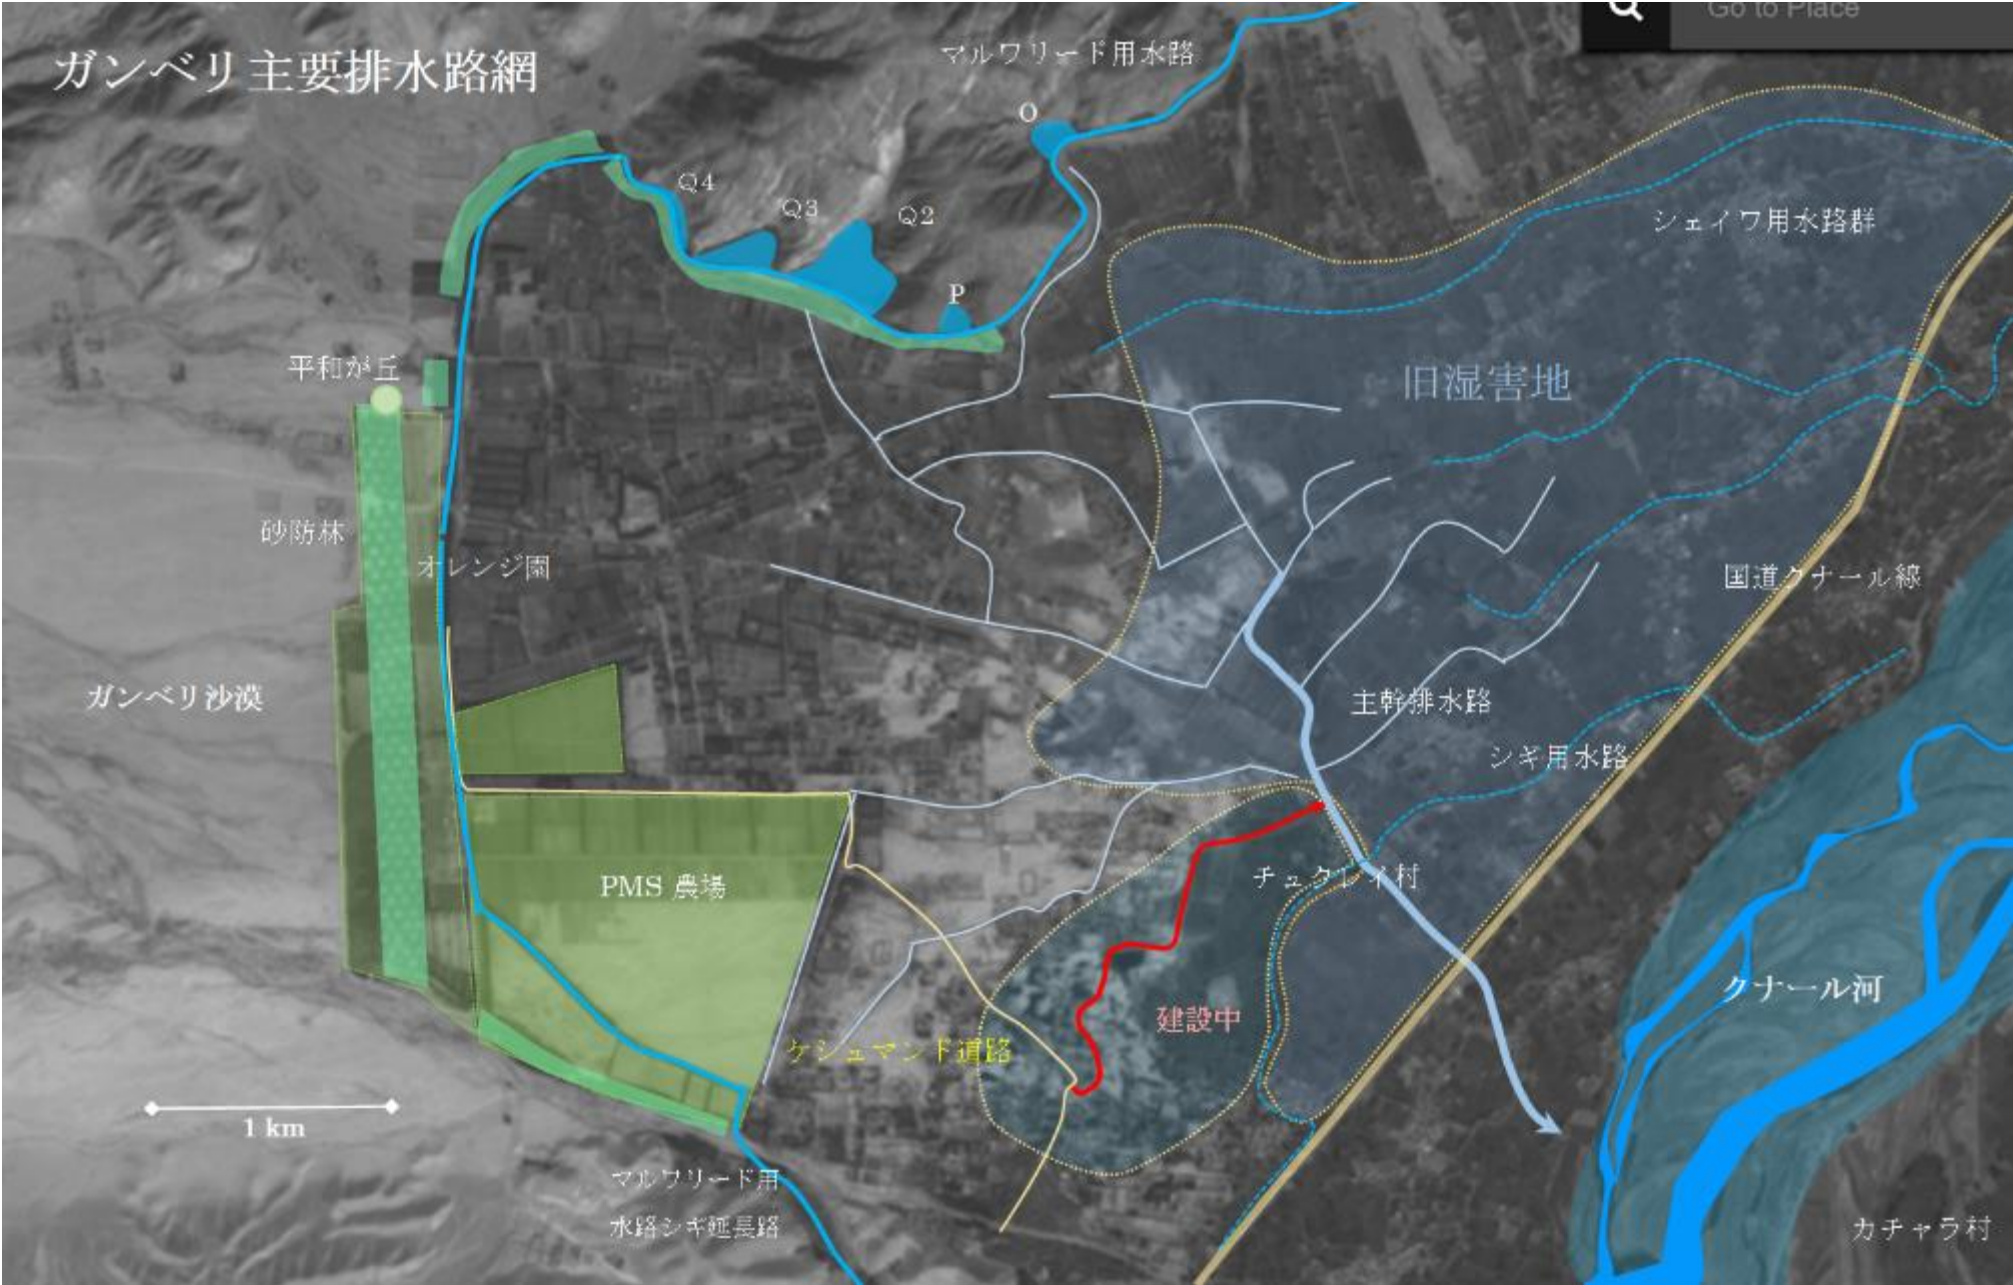 Go to Place
マルワリード用水路
ガンベリ主要排水路網
O
Q4
Q3
Q2
シェイワ用水路群
P
平和が丘
旧湿害地
砂防林
オレンジ園
国道クナール線
ガンベリ沙漠
主幹排水路
シギ用水路
PMS 農場
チュクレイ村
クナール河
建設中
ケシュマンド道路
1 km
マルワリード用
水路シギ延長路
カチャラ村